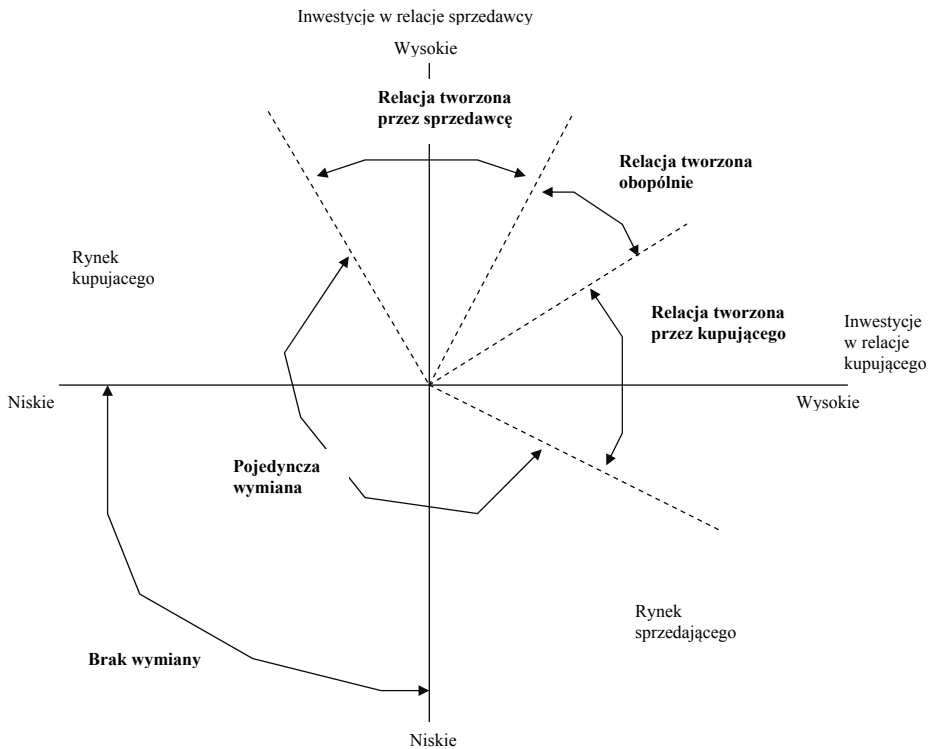 Inwestycje w relacje sprzedawcy
Wysokie
Relacja tworzona
przez sprzedawcę
Relacja tworzona
obopólnie
Rynek
kupujacego
Relacja tworzona
przez kupującego
Inwestycje
w relacje
kupującego
Niskie
Wysokie
Pojedyncza
wymiana
Rynek
sprzedającego
Brak wymiany
Niskie